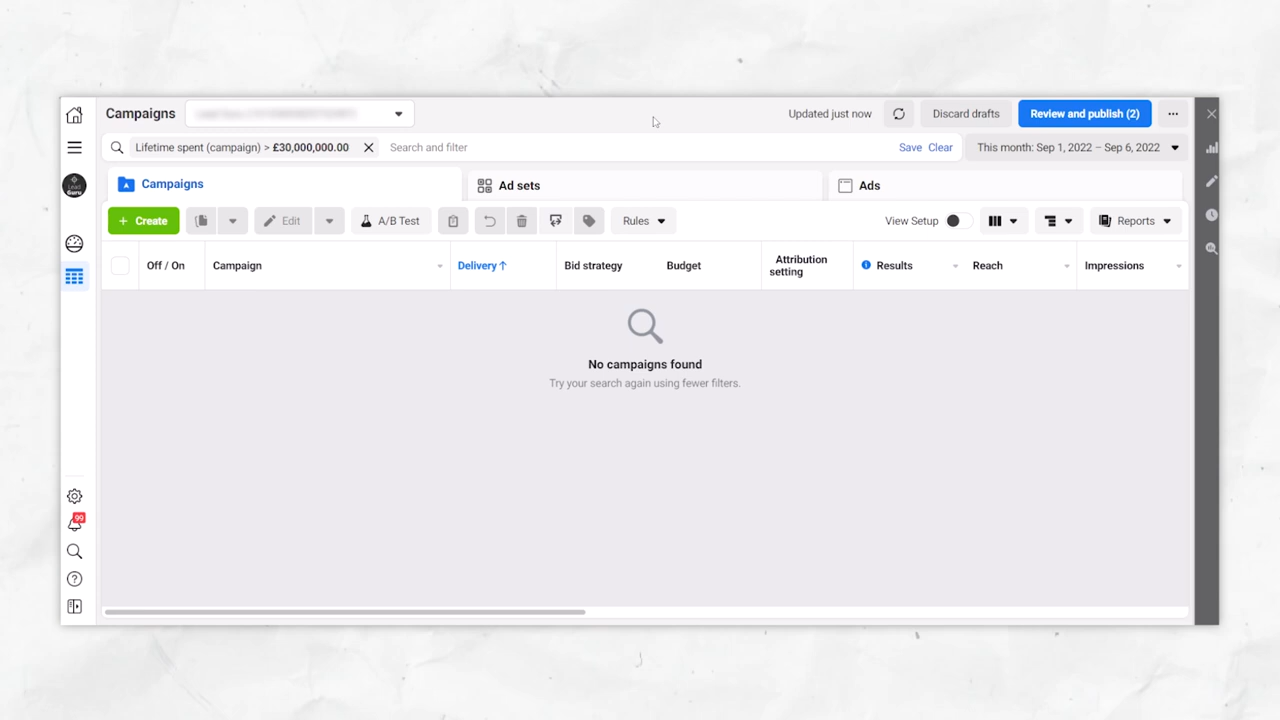 Campaigns
Updated just now
Discard drafts
Review and publish (2)
Lifetime spent (campaign) > £30,000,000.00
Search and filter
Save Clear
This month: Sep 1, 2022 – Sep 6, 2022
Lead
Guru
Campaigns
Ad sets
Ads
+ Create
Edit
A/B Test
Rules
View Setup
Reports
Off / On
Campaign
Delivery↑
Bid strategy
Budget
Attribution
setting
Results
Reach
Impressions
No campaigns found
Try your search again using fewer filters.
99